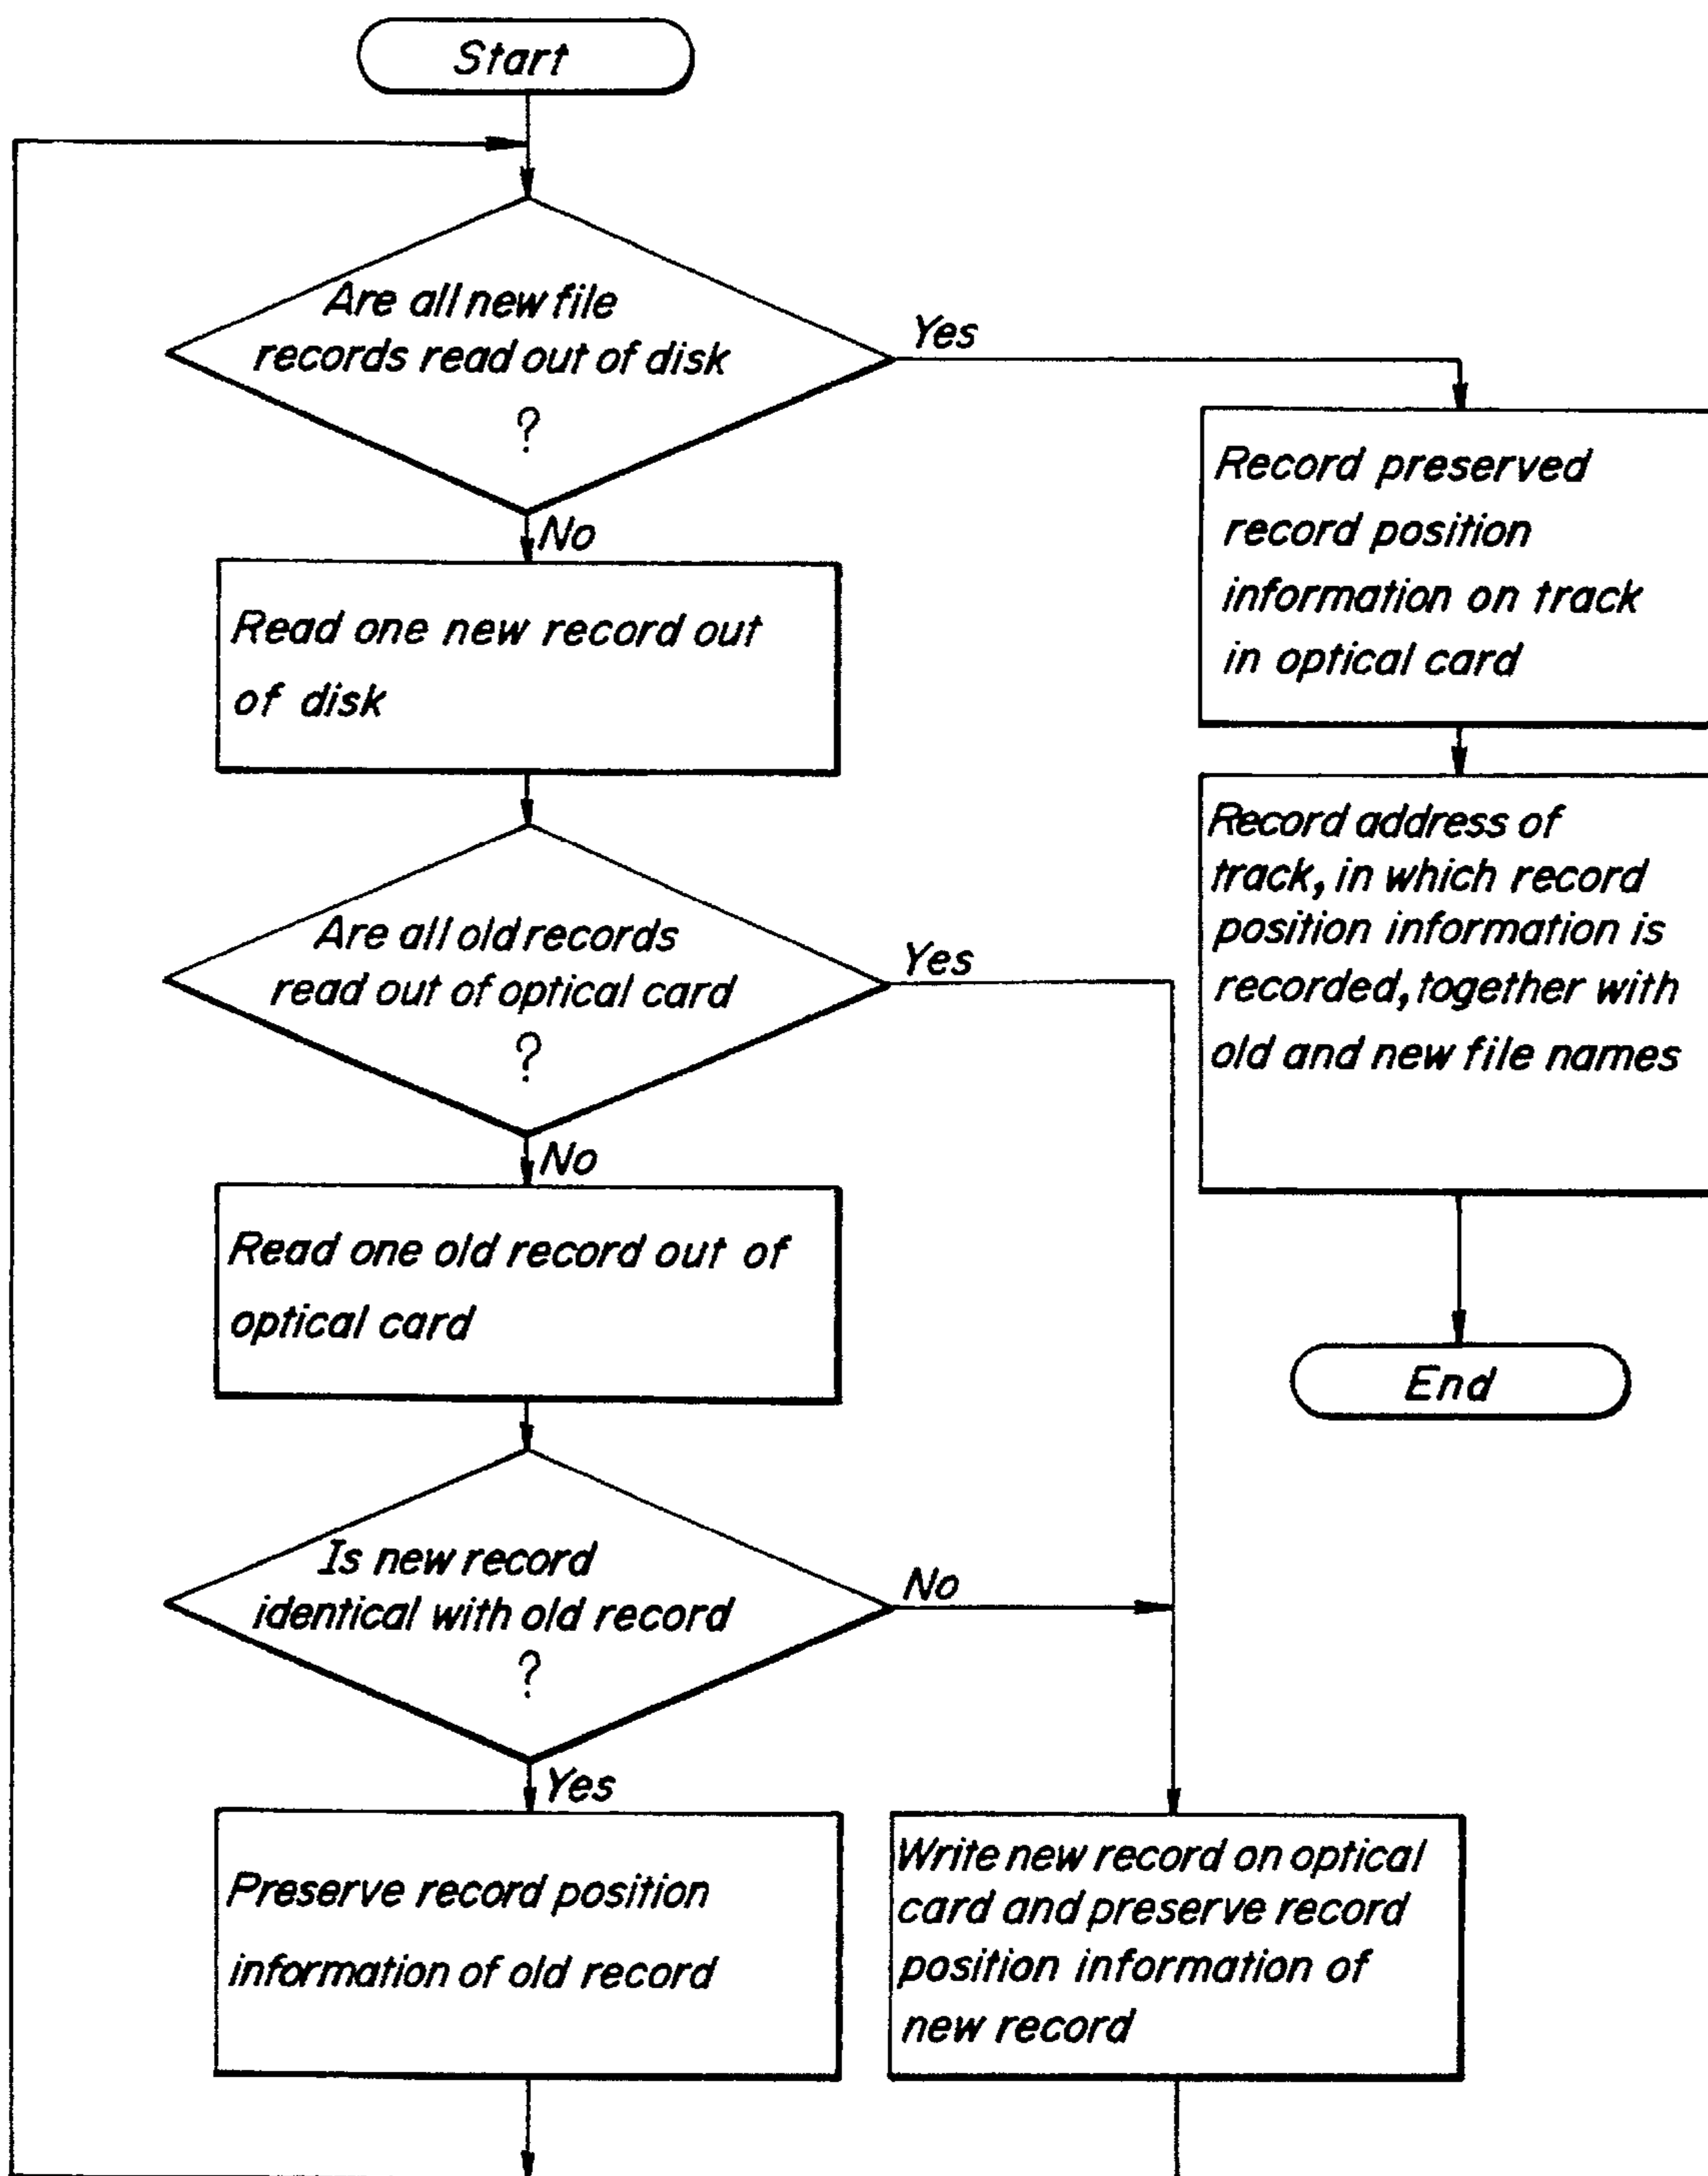 Start
Are all new file
records read out of disk
?
Yes
No
Record preserved
record position
information on track
in optical card
Read one new record out
of disk
Record address of
track, in which record
position information is
recorded, together with
old and new file names
Are all old records
read out of optical card
?
Yes
No
Read one old record out of
optical card
End
Is new record
identical with old record
?
No
Yes
Preserve record position
information of old record
Write new record on optical
card and preserve record
position information of
new record